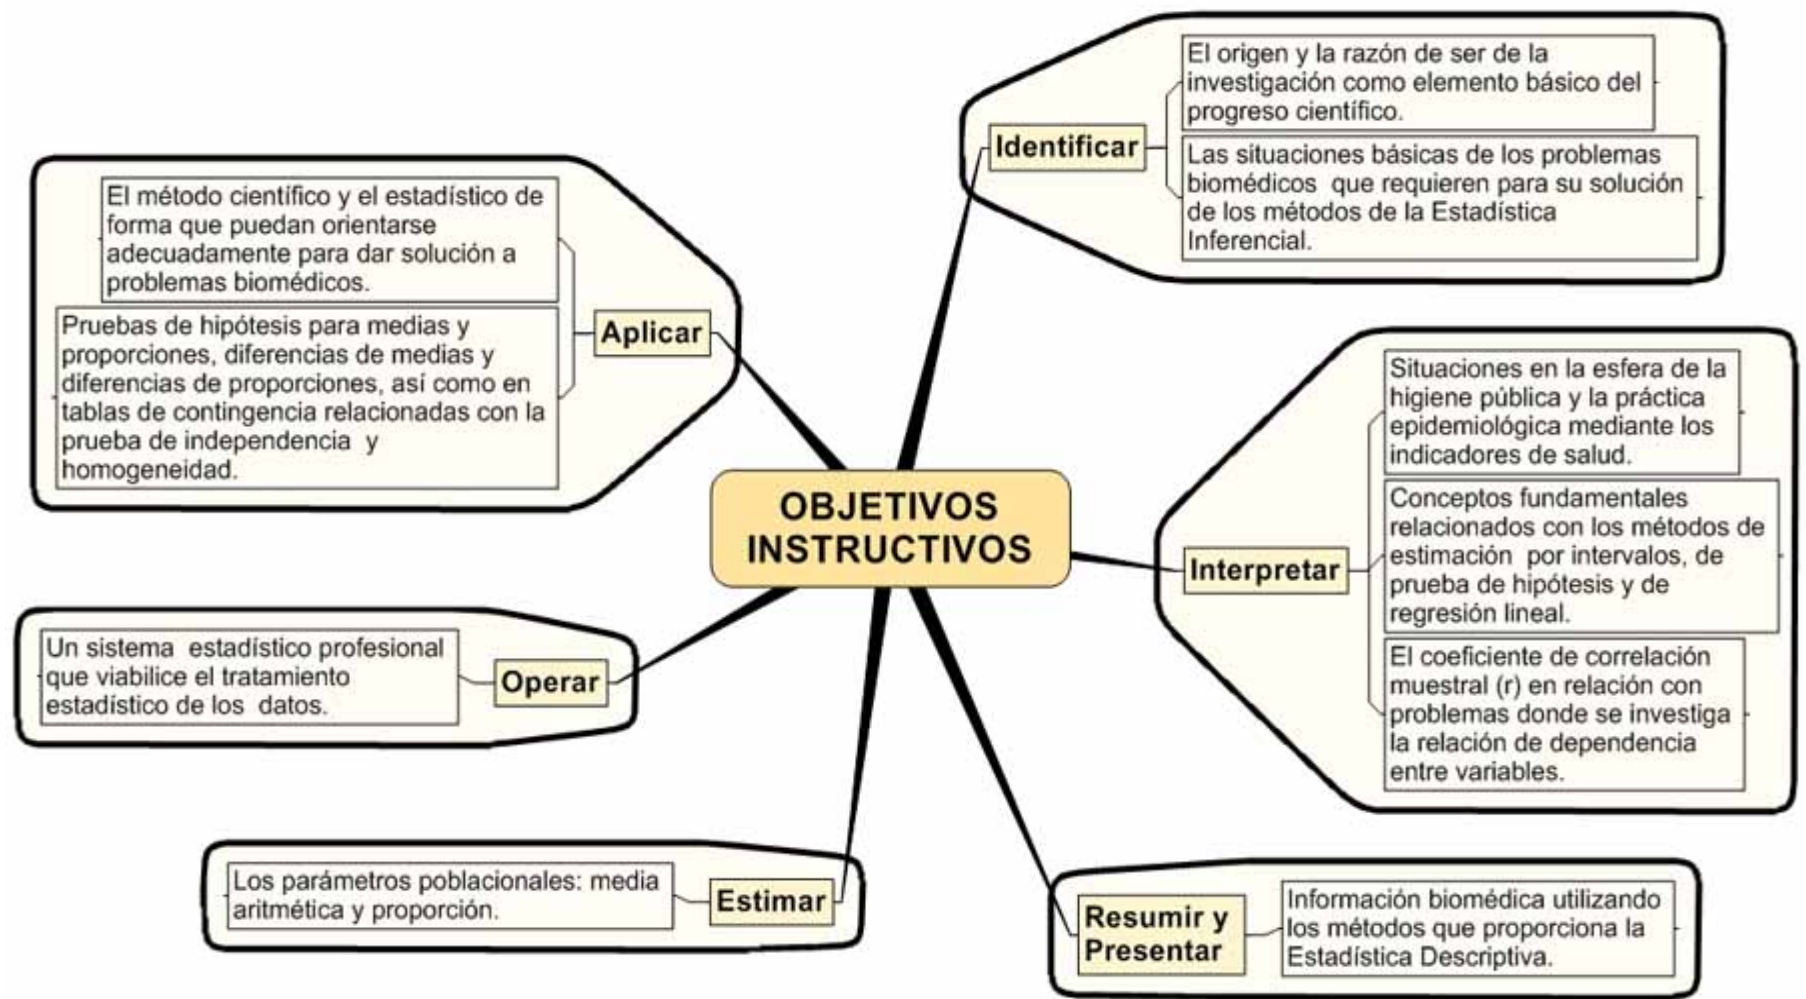 OBJETIVOS
INSTRUCTIVOS
Identificar
El origen y la razón de ser de la
investigación como elemento básico del
progreso científico.
Las situaciones básicas de los problemas
biomédicos que requieren para su solución
de los métodos de la Estadística
Inferencial.
Interpretar
Situaciones en la esfera de la
higiene pública y la práctica
epidemiológica mediante los
indicadores de salud.
Conceptos fundamentales
relacionados con los métodos de
estimación por intervalos, de
prueba de hipótesis y de
regresión lineal.
El coeficiente de correlación
muestral (r) en relación con
problemas donde se investiga
la relación de dependencia
entre variables.
Resumir y
Presentar
Información biomédica utilizando
los métodos que proporciona la
Estadística Descriptiva.
Estimar
Los parámetros poblacionales: media
aritmética y proporción.
Operar
Un sistema estadístico profesional
que viabilice el tratamiento
estadístico de los datos.
Aplicar
El método científico y el estadístico de
forma que puedan orientarse
adecuadamente para dar solución a
problemas biomédicos.
Pruebas de hipótesis para medias y
proporciones, diferencias de medias y
diferencias de proporciones, así como en
tablas de contingencia relacionadas con la
prueba de independencia y
homogeneidad.